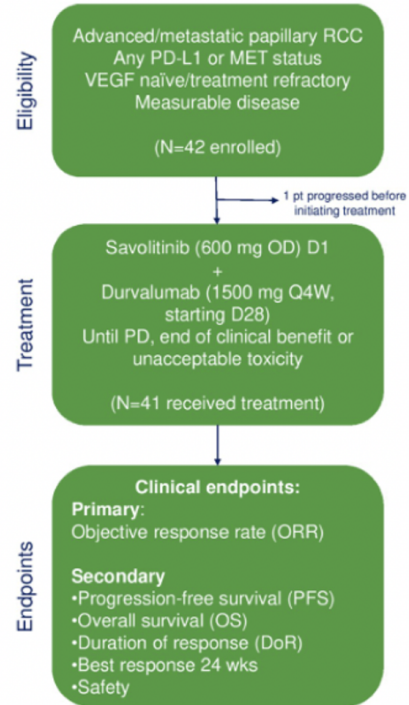 Eligibility
Advanced/metastatic papillary RCC
Any PD-L1 or MET status
VEGF naïve/treatment refractory
Measurable disease
(N=42 enrolled)
1 pt progressed before
initiating treatment
Treatment
Savolitinib (600 mg OD) D1
+
Durvalumab (1500 mg Q4W,
starting D28)
Until PD, end of clinical benefit or
unacceptable toxicity
(N=41 received treatment)
Endpoints
Clinical endpoints:
Primary:
Objective response rate (ORR)
Secondary
•Progression-free survival (PFS)
•Overall survival (OS)
•Duration of response (DoR)
•Best response 24 wks
•Safety